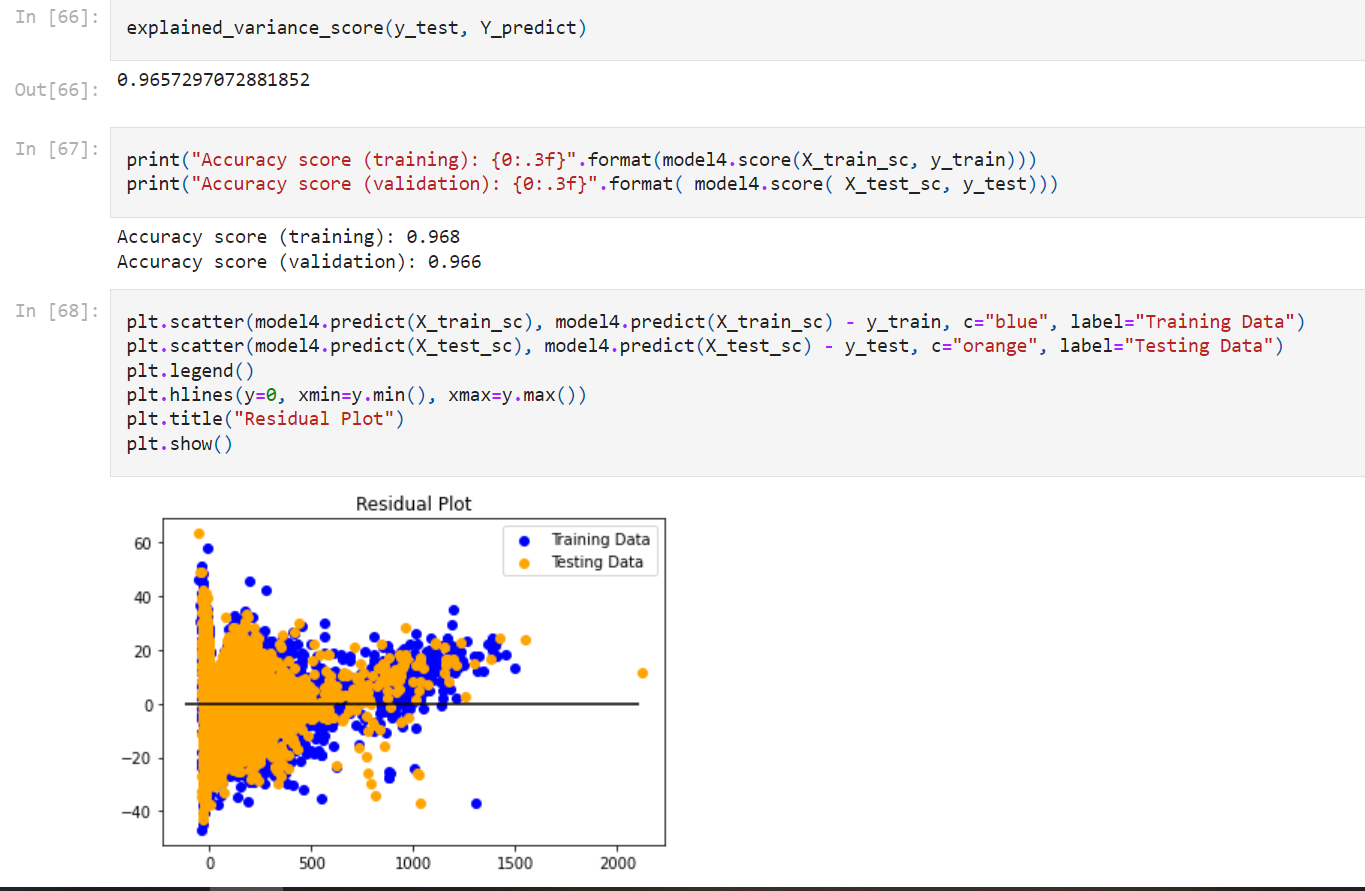 In [66]:
explained_variance_score(y_test, Y_predict)
Out[66]:
0.9657297072881852
In [67]:
print("Accuracy score (training): {0:.3f}".format(model4.score(X_train_sc, y_train)))
print("Accuracy score (validation): {0:.3f}".format( model4.score( X_test_sc, y_test)))
Accuracy score (training): 0.968
Accuracy score (validation): 0.966
In [68]:
plt.scatter(model4.predict(X_train_sc), model4.predict(X_train_sc) - y_train, c="blue", label="Training Data")
plt.scatter(model4.predict(X_test_sc), model4.predict(X_test_sc) - y_test, c="orange", label="Testing Data")
plt.legend()
plt.hlines(y=0, xmin=y.min(), xmax=y.max())
plt.title("Residual Plot")
plt.show()
Residual Plot
Training Data
Testing Data
60
40
20
0
−20
−40
0 500 1000 1500 2000